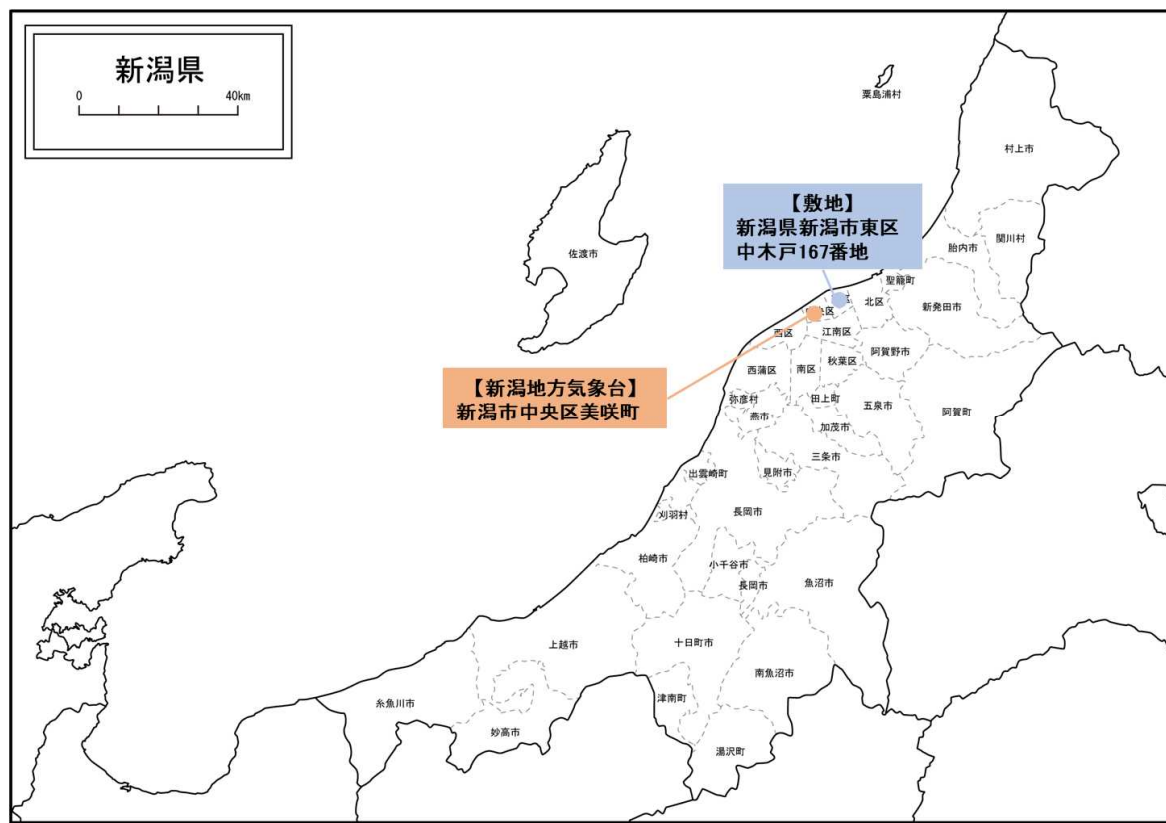 新潟県
0 40km
粟島浦村
村上市
【敷地】
新潟県新潟市東区
中木戸167番地
関川村
胎内市
佐渡市
聖籠町
北区
新発田市
央区
江南区
西区
阿賀野市
秋葉区
南区
西蒲区
【新潟地方気象台】
新潟市中央区美咲町
弥彦村
田上町
五泉市
阿賀町
燕市
加茂市
三条市
出雲崎町
見附市
長岡市
刈羽村
柏崎市
小千谷市
長岡市
魚沼市
上越市
十日町市
南魚沼市
津南町
糸魚川市
妙高市
湯沢町